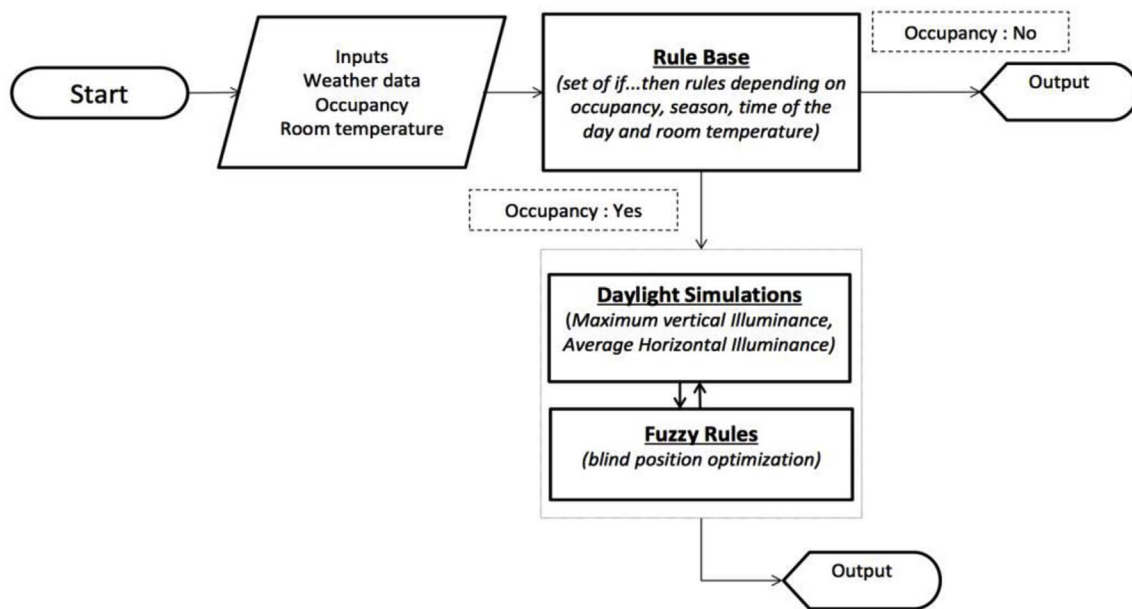 Start
Inputs
Weather data
Occupancy
Room temperature
Rule Base
(set of if...then rules depending on
occupancy, season, time of the
day and room temperature)
Occupancy : No
Output
Occupancy : Yes
Daylight Simulations
(Maximum vertical Illuminance,
Average Horizontal Illuminance)
Fuzzy Rules
(blind position optimization)
Output